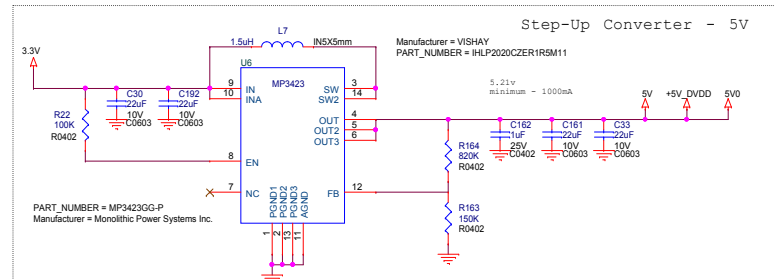 Step-Up Converter - 5V
L7
1.5uH
IN5X5mm
Manufacturer = VISHAY
PART_NUMBER = IHLP2020CZER1R5M11
3.3V
U6
MP3423
C30
22uF
10V
C0603
C192
22uF
10V
C0603
R22
100K
R0402
9
IN
10
INA
8
EN
7
NC
3
SW
14
SW2
4
OUT
5
OUT2
6
OUT3
12
FB
PGND1
PGND2
PGND3
AGND
1
2
13
11
5.21v
minimum - 1000mA
5V
+5V_DVDD
5V0
C162
1uF
25V
C0402
C161
22uF
10V
C0603
C33
22uF
10V
C0603
R164
820K
R0402
R163
150K
R0402
PART_NUMBER = MP3423GG-P
Manufacturer = Monolithic Power Systems Inc.